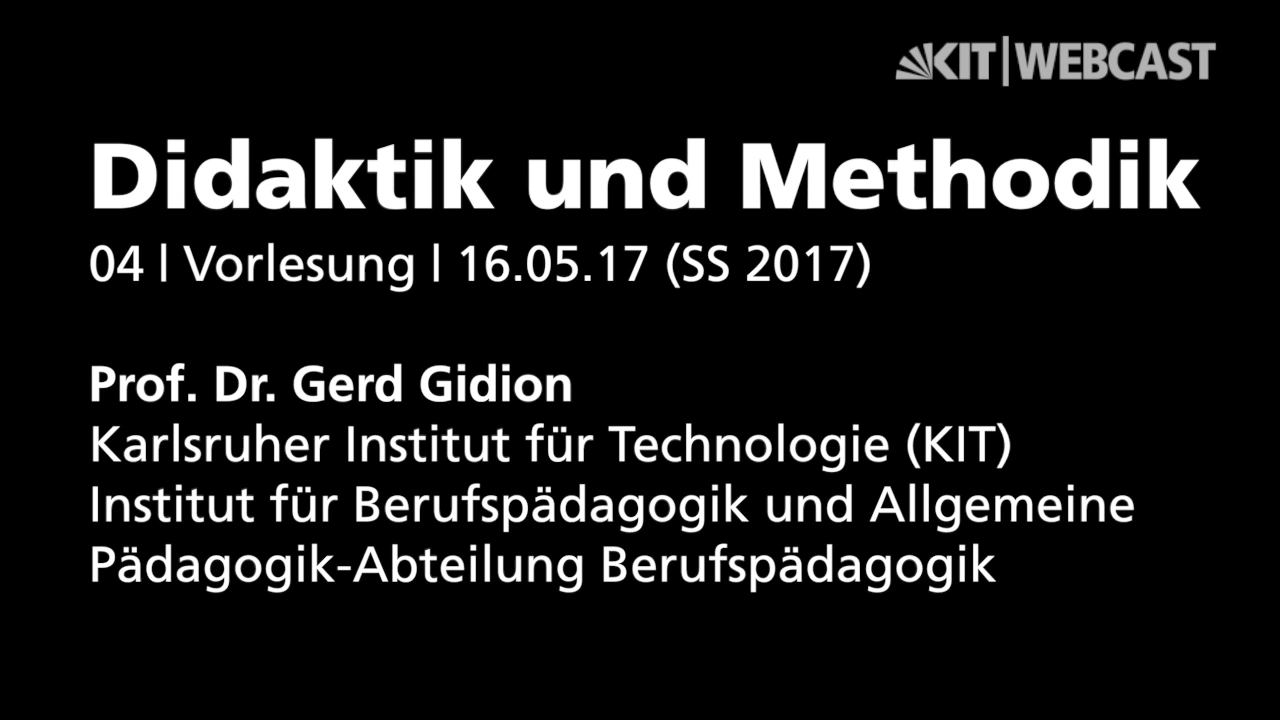 KIT|WEBCAST
Didaktik und Methodik
04 | Vorlesung | 16.05.17 (SS 2017)
Prof. Dr. Gerd Gidion
Karlsruher Institut für Technologie (KIT)
Institut für Berufspädagogik und Allgemeine
Pädagogik-Abteilung Berufspädagogik